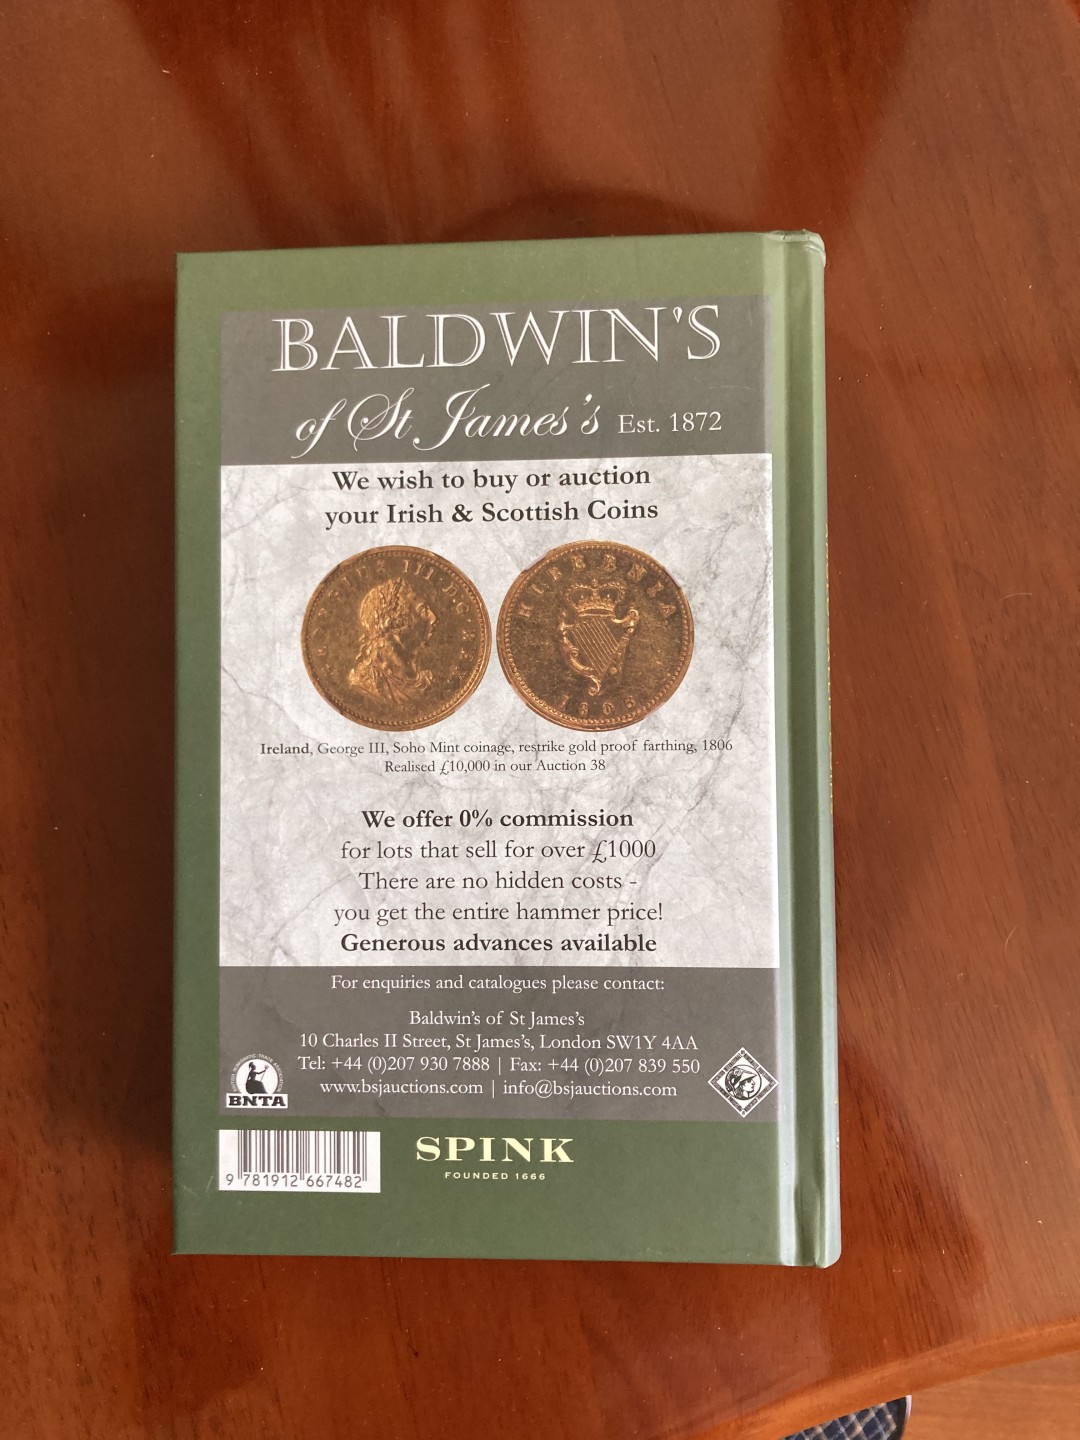 BALDWIN'S
of St James's Est. 1872
We wish to buy or auction
your Irish & Scottish Coins
III·D:G·
HIBERNIA
1806
Ireland, George III, Soho Mint coinage, restrike gold proof farthing, 1806
Realised £10,000 in our Auction 38
We offer 0% commission
for lots that sell for over £1000
There are no hidden costs -
you get the entire hammer price!
Generous advances available
For enquiries and catalogues please contact:
Baldwin's of St James's
10 Charles II Street, St James's, London SW1Y 4AA
Tel: +44 (0)207 930 7888 | Fax: +44 (0)207 839 550
www.bsjauctions.com | info@bsjauctions.com
BNTA
9 781912 667482
SPINK
FOUNDED 1666